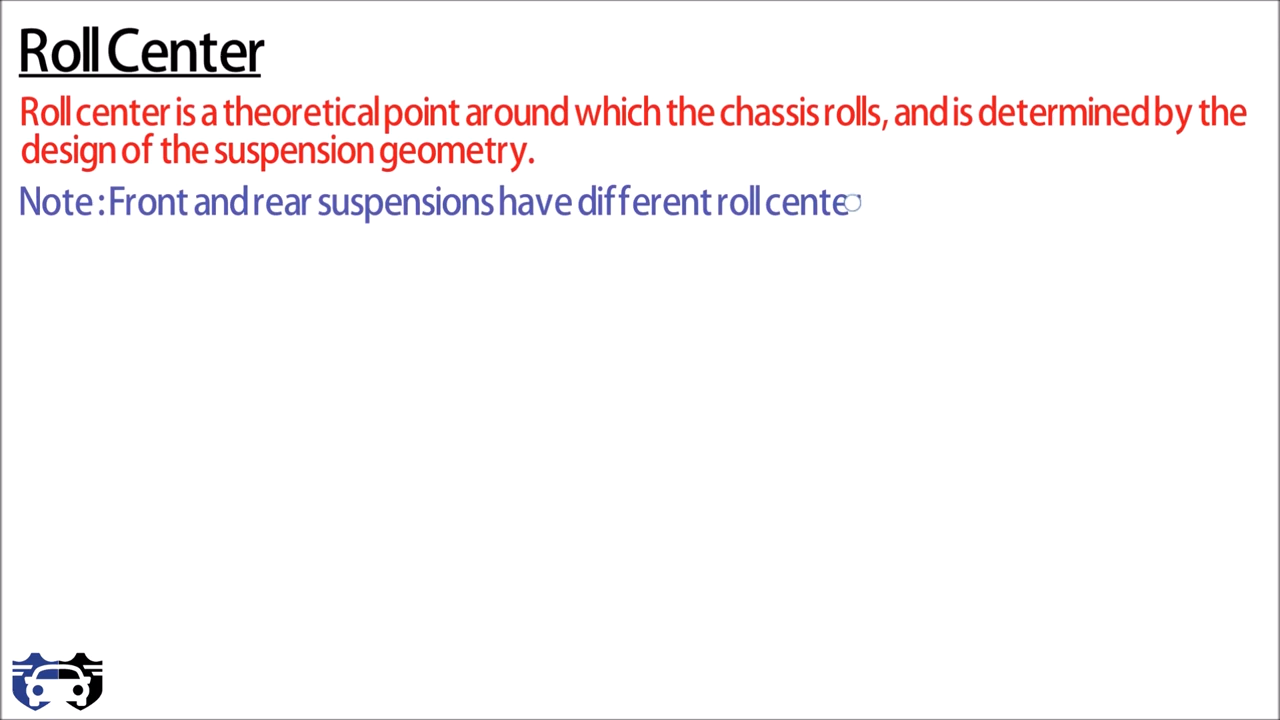 Roll Center
Roll center is a theoretical point around which the chassis rolls, and is determined by the
design of the suspension geometry.
Note : Front and rear suspensions have different roll cente